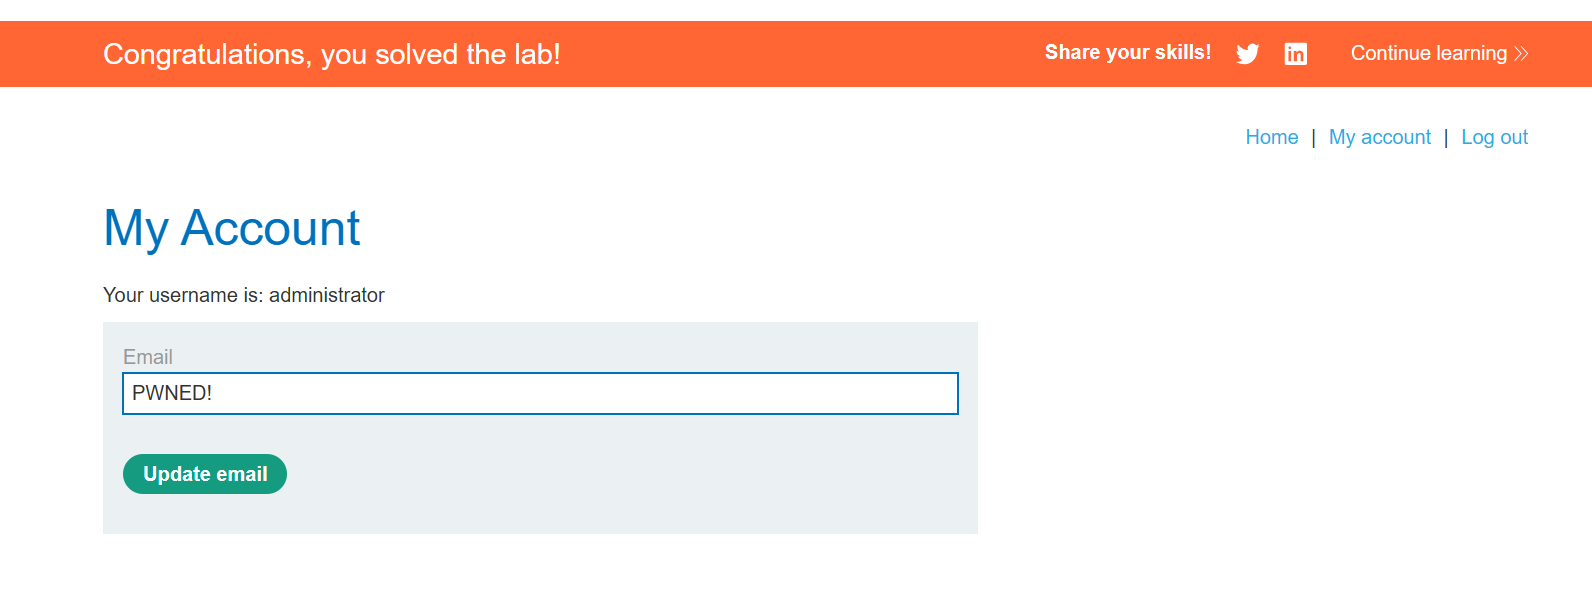 Congratulations, you solved the lab!
Share your skills!
Continue learning »
Home | My account | Log out
My Account
Your username is: administrator
Email
PWNED!
Update email